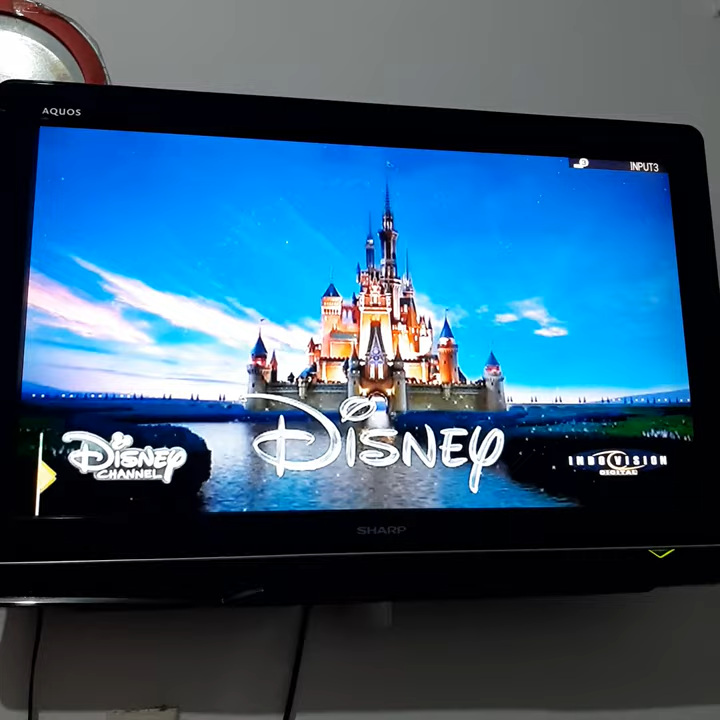 AQUOS
INPUT3
DISNEY
DISNEY
CHANNEL
INDOVISION
DIGITAL
SHARP